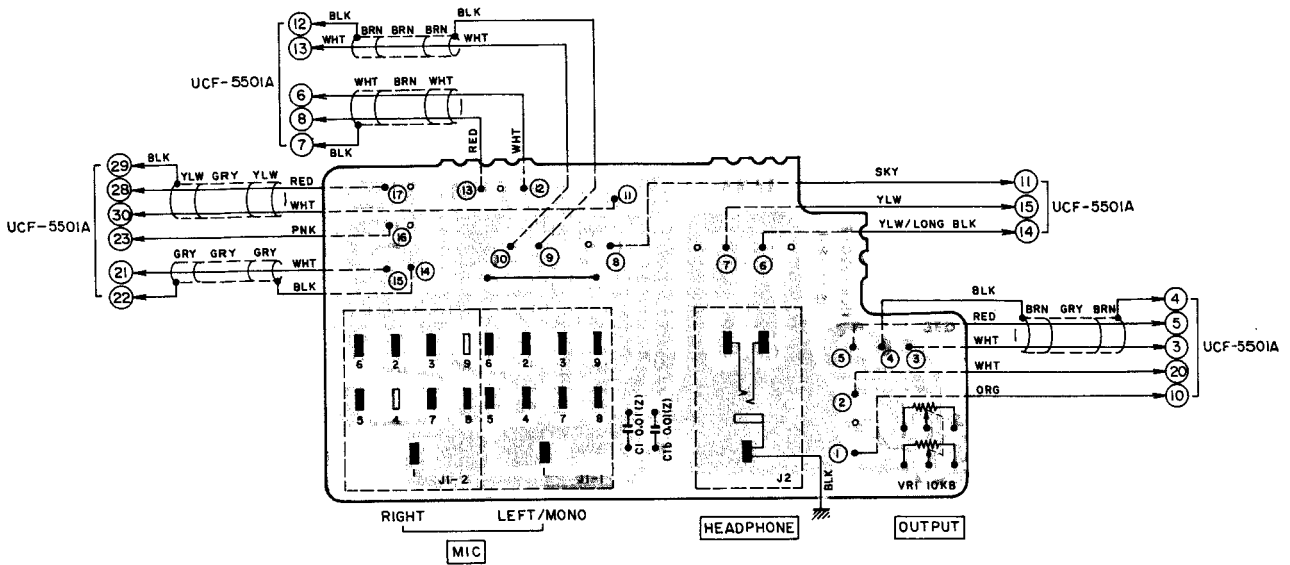 12 BLK BLK
BRN BRN BRN
13 WHT WHT
UCF-5501A
WHT BRN WHT
6
8
7 BLK
RED WHT
29 BLK
YLW GRY YLW
28 RED
30 WHT
UCF-5501A
23 PNK
GRY GRY GRY
21 WHT
22 BLK
17 13 12 11
16
10 9 8 7 6
15 14
SKY 11
YLW 15
UCF-5501A
YLW/LONG BLK 14
BLK 4
BRN GRY BRN
RED 5
WHT 3
UCF-5501A
WHT 20
ORG 10
5 4 3
2
1
6 2 3 9 6 2 3 9
5 4 7 8 5 4 7 8
C1 0.01(Z)
J1-2 J1-1
J2
BLK
VR1 10KB
RIGHT LEFT/MONO
MIC
HEADPHONE
OUTPUT